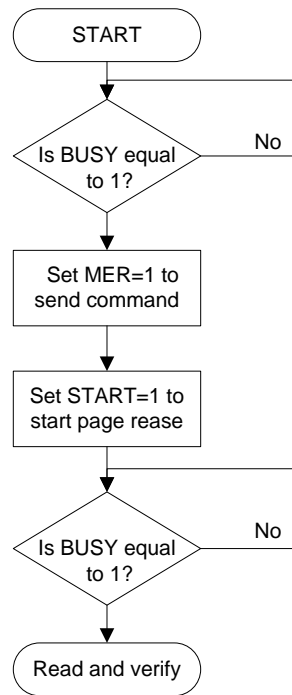 START
Is BUSY equal
to 1?
No
Set MER=1 to
send command
Set START=1 to
start page rease
Is BUSY equal
to 1?
No
Read and verify